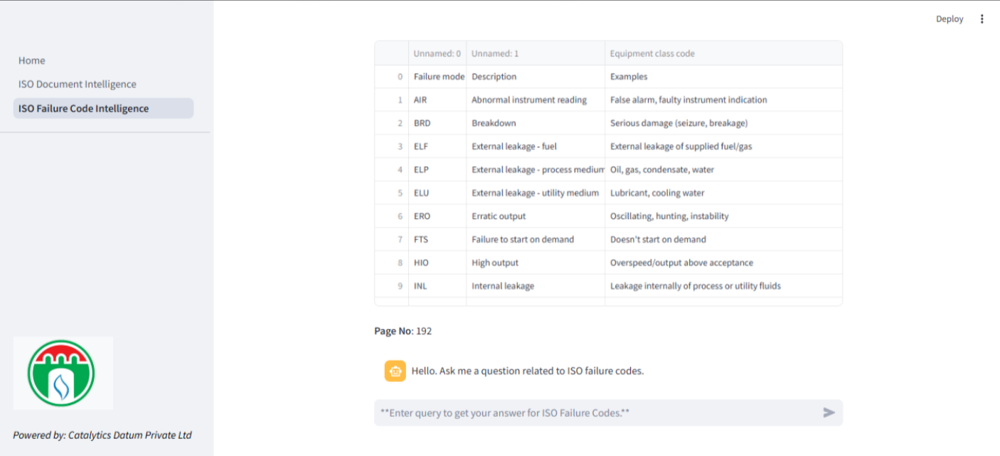 Deploy
Home
ISO Document Intelligence
ISO Failure Code Intelligence
Unnamed: 0 Unnamed: 1 Equipment class code
0 Failure mode Description Examples
1 AIR Abnormal instrument reading False alarm, faulty instrument indication
2 BRD Breakdown Serious damage (seizure, breakage)
3 ELF External leakage - fuel External leakage of supplied fuel/gas
4 ELP External leakage - process medium Oil, gas, condensate, water
5 ELU External leakage - utility medium Lubricant, cooling water
6 ERO Erratic output Oscillating, hunting, instability
7 FTS Failure to start on demand Doesn't start on demand
8 HIO High output Overspeed/output above acceptance
9 INL Internal leakage Leakage internally of process or utility fluids
Page No: 192
Hello. Ask me a question related to ISO failure codes.
**Enter query to get your answer for ISO Failure Codes.**
Powered by: Catalytics Datum Private Ltd